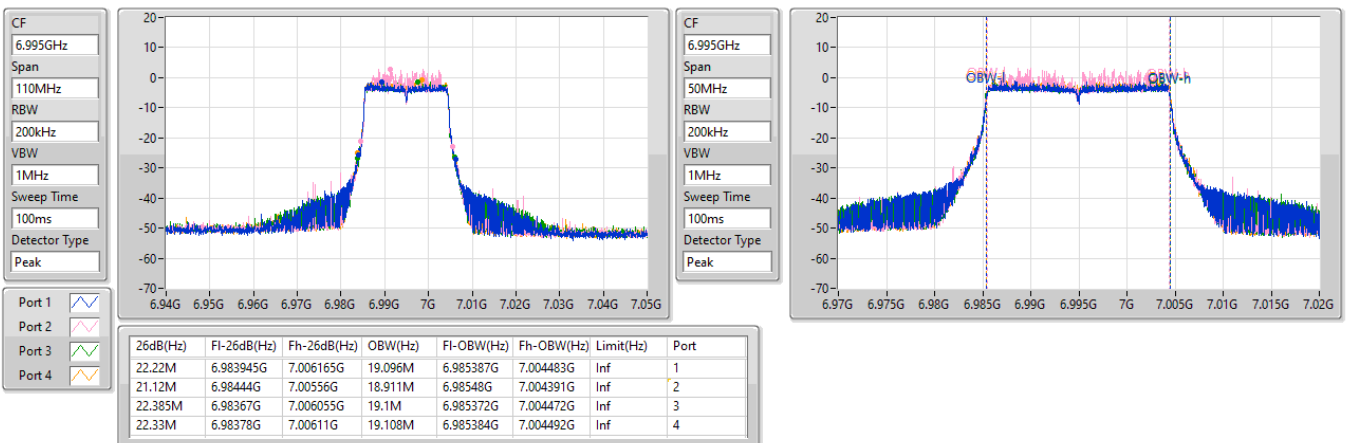 CF
6.995GHz
Span
110MHz
RBW
200kHz
VBW
1MHz
Sweep Time
100ms
Detector Type
Peak
20-
10-
0-
-10-
-20-
-30-
-40-
-50-
-60-
-70-
6.94G 6.95G 6.96G 6.97G 6.98G 6.99G 7G 7.01G 7.02G 7.03G 7.04G 7.05G
CF
6.995GHz
Span
50MHz
RBW
200kHz
VBW
1MHz
Sweep Time
100ms
Detector Type
Peak
20-
10-
0-
-10-
-20-
-30-
-40-
-50-
-60-
-70-
OBW-l OBW-h
6.97G 6.975G 6.98G 6.985G 6.99G 6.995G 7G 7.005G 7.01G 7.015G 7.02G
Port 1
Port 2
Port 3
Port 4
26dB(Hz) Fl-26dB(Hz) Fh-26dB(Hz) OBW(Hz) Fl-OBW(Hz) Fh-OBW(Hz) Limit(Hz) Port
22.22M 6.983945G 7.006165G 19.096M 6.985387G 7.004483G Inf 1
21.12M 6.98444G 7.00556G 18.911M 6.98548G 7.004391G Inf 2
22.385M 6.98367G 7.006055G 19.1M 6.985372G 7.004472G Inf 3
22.33M 6.98378G 7.00611G 19.108M 6.985384G 7.004492G Inf 4